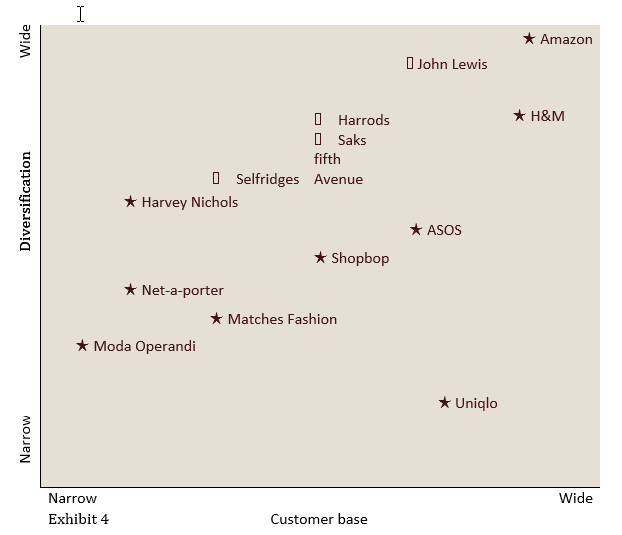 Wide
Amazon
John Lewis
Harrods
H&M
Saks
fifth
Avenue
Selfridges
Diversification
Harvey Nichols
ASOS
Shopbop
Net-a-porter
Matches Fashion
Moda Operandi
Uniqlo
Narrow
Narrow
Wide
Exhibit 4
Customer base